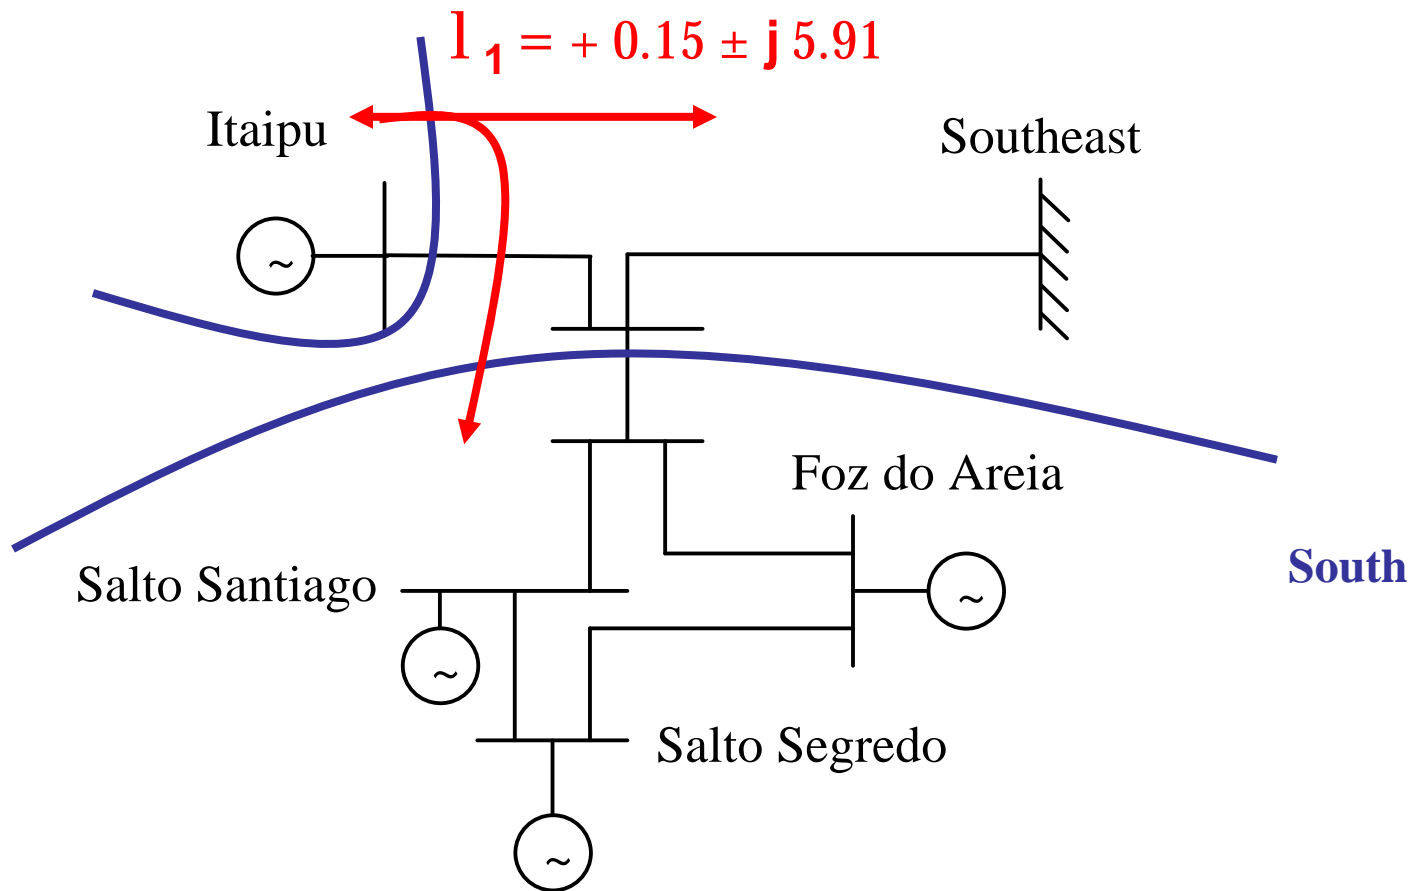 l 1 = + 0.15 ± j 5.91
Itaipu
Southeast
~
Foz do Areia
South
Salto Santiago
~
~
Salto Segredo
~